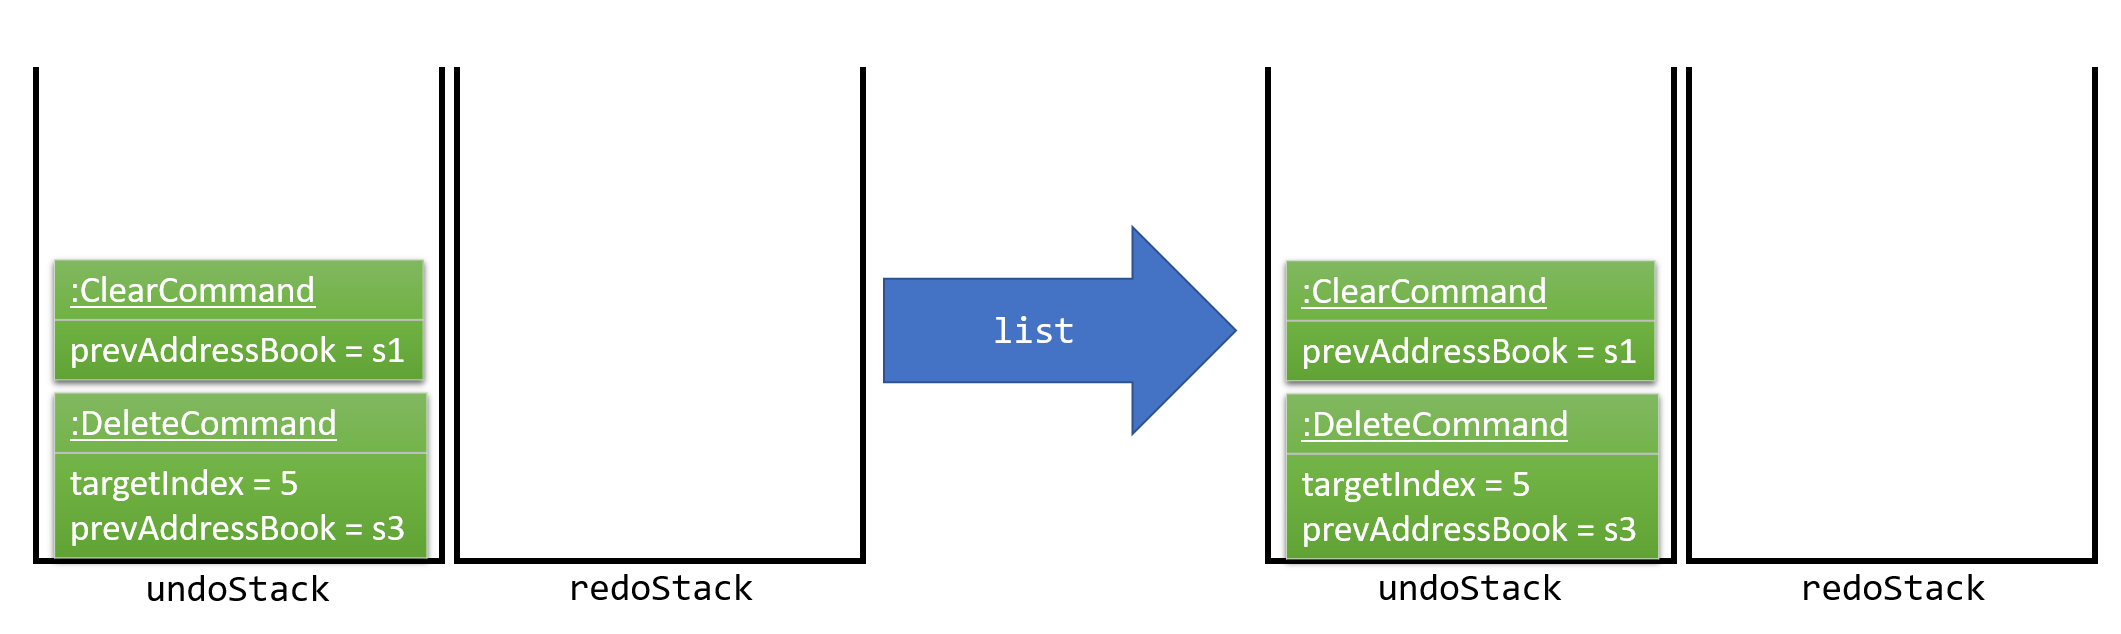 :ClearCommand
prevAddressBook = s1
:DeleteCommand
targetIndex = 5
prevAddressBook = s3
undoStack
redoStack
list
:ClearCommand
prevAddressBook = s1
:DeleteCommand
targetIndex = 5
prevAddressBook = s3
undoStack
redoStack